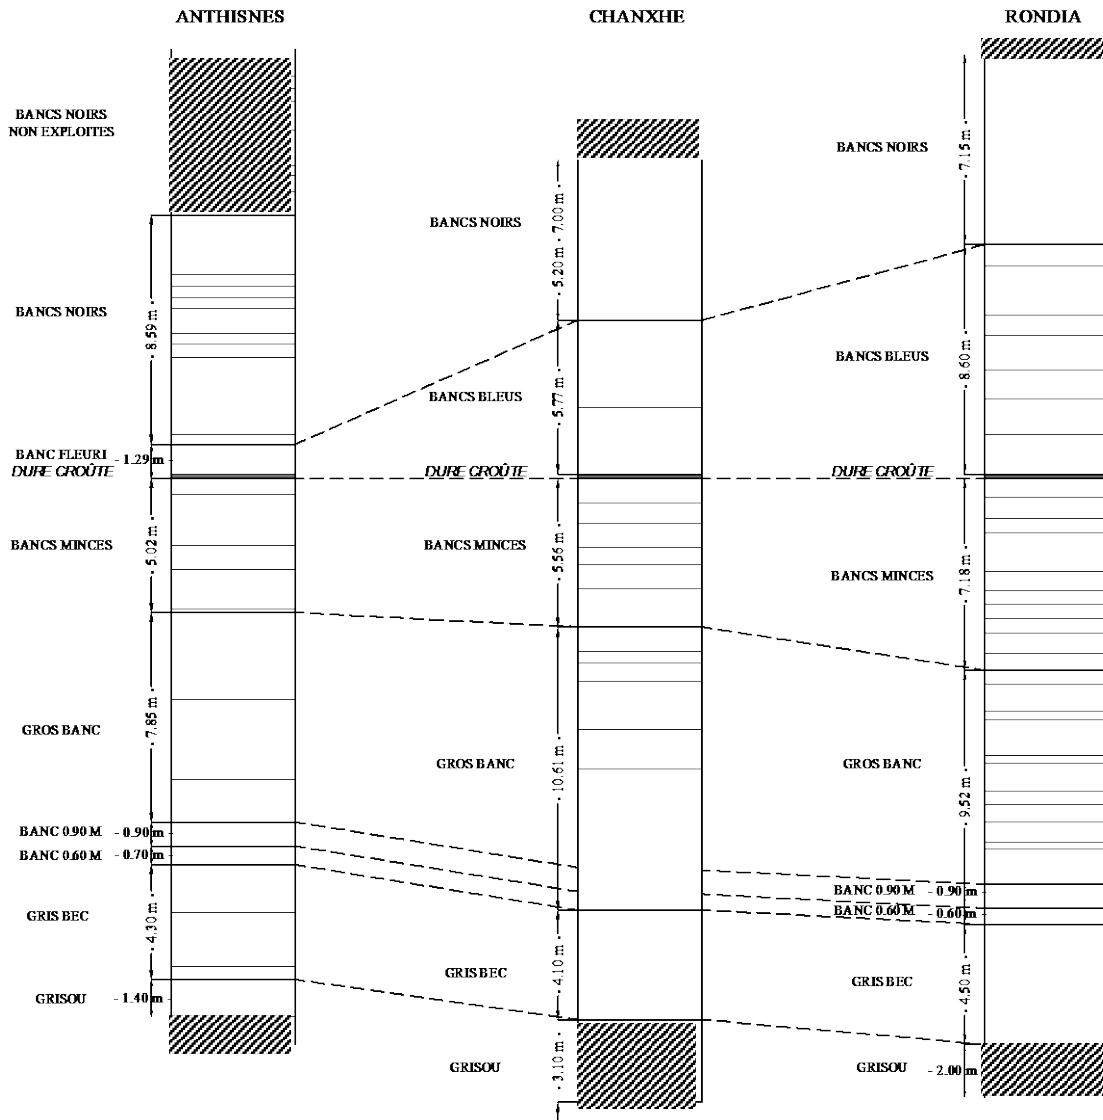 ANTHISNES
BANCS NOIRS
NON EXPLOITES
BANCS NOIRS
- 8.59 m -
BANC FLEURI
- 1.29 m -
DURE GROÛTE
BANCS MINCES
- 5.02 m -
GROS BANC
- 7.85 m -
BANC 0.90 M
- 0.90 m -
BANC 0.60 M
- 0.70 m -
GRIS BEC
- 4.30 m -
GRISOU
- 1.40 m -
CHANXHE
BANCS NOIRS
- 5.20 m - 7.00 m -
BANCS BLEUS
- 5.77 m -
DURE GROÛTE
BANCS MINCES
- 5.56 m -
GROS BANC
- 10.61 m -
GRIS BEC
- 4.10 m -
GRISOU
- 3.10 m -
RONDIA
BANCS NOIRS
- 7.15 m -
BANCS BLEUS
- 8.60 m -
DURE GROÛTE
BANCS MINCES
- 7.18 m -
GROS BANC
- 9.52 m -
BANC 0.90 M
- 0.90 m -
BANC 0.60 M
- 0.60 m -
GRIS BEC
- 4.50 m -
GRISOU
- 2.00 m -